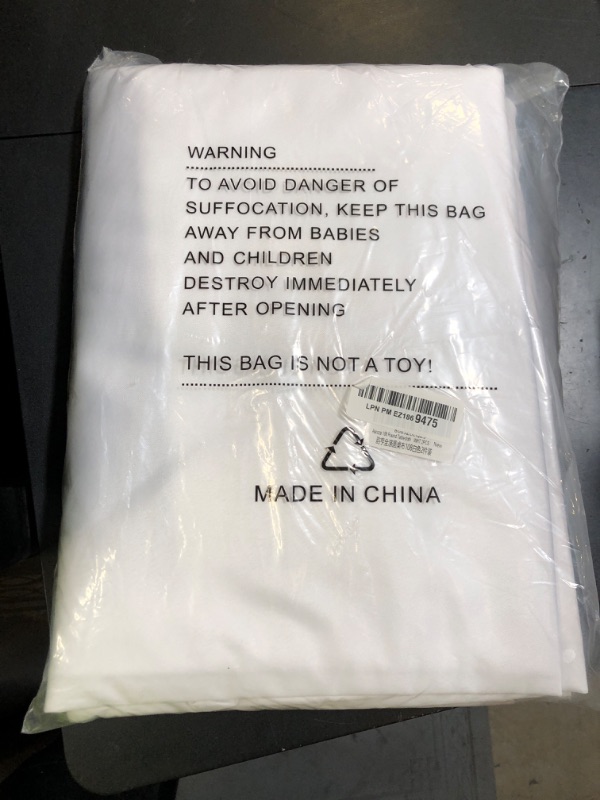 WARNING
TO AVOID DANGER OF
SUFFOCATION, KEEP THIS BAG
AWAY FROM BABIES
AND CHILDREN
DESTROY IMMEDIATELY
AFTER OPENING
THIS BAG IS NOT A TOY!
LPN PM EZ186 9475
MADE IN CHINA